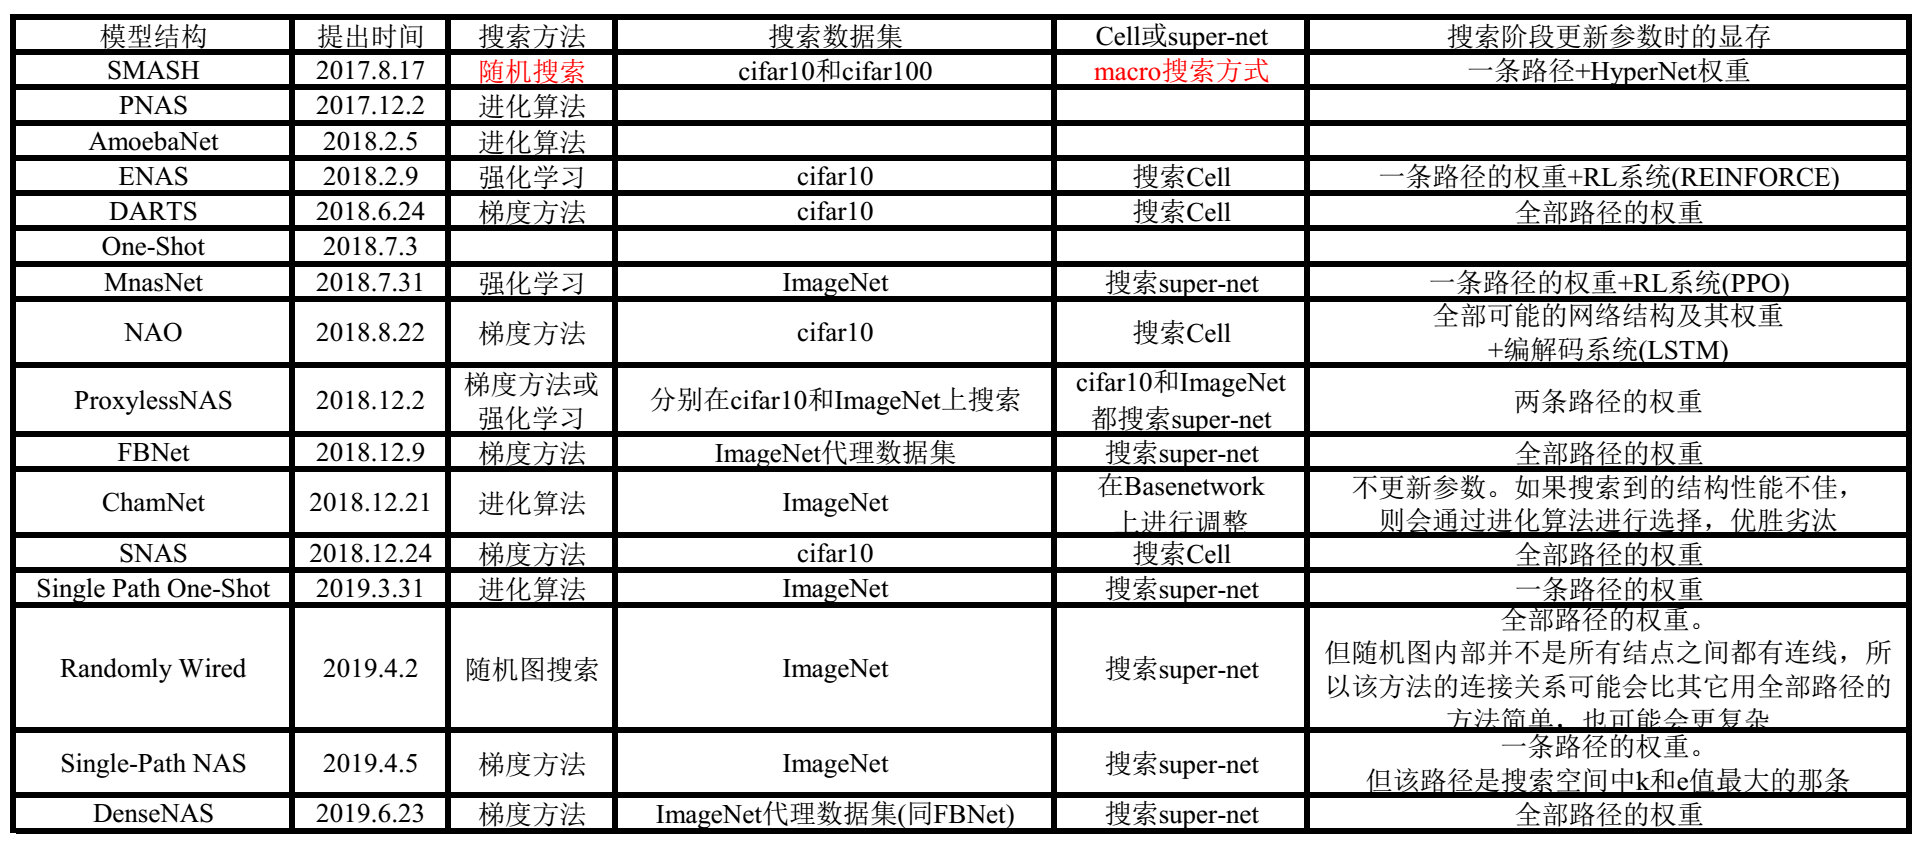 模型结构 提出时间 搜索方法 搜索数据集 Cell或super-net 搜索阶段更新参数时的显存
SMASH 2017.8.17 随机搜索 cifar10和cifar100 macro搜索方式 一条路径+HyperNet权重
PNAS 2017.12.2 进化算法
AmoebaNet 2018.2.5 进化算法
ENAS 2018.2.9 强化学习 cifar10 搜索Cell 一条路径的权重+RL系统(REINFORCE)
DARTS 2018.6.24 梯度方法 cifar10 搜索Cell 全部路径的权重
One-Shot 2018.7.3
MnasNet 2018.7.31 强化学习 ImageNet 搜索super-net 一条路径的权重+RL系统(PPO)
NAO 2018.8.22 梯度方法 cifar10 搜索Cell 全部可能的网络结构及其权重
+编解码系统(LSTM)
ProxylessNAS 2018.12.2 梯度方法或
强化学习 分别在cifar10和ImageNet上搜索 cifar10和ImageNet
都搜索super-net 两条路径的权重
FBNet 2018.12.9 梯度方法 ImageNet代理数据集 搜索super-net 全部路径的权重
ChamNet 2018.12.21 进化算法 ImageNet 在Basenetwork
上进行调整 不更新参数。如果搜索到的结构性能不佳，
则会通过进化算法进行选择，优胜劣汰
SNAS 2018.12.24 梯度方法 cifar10 搜索Cell 全部路径的权重
Single Path One-Shot 2019.3.31 进化算法 ImageNet 搜索super-net 一条路径的权重
Randomly Wired 2019.4.2 随机图搜索 ImageNet 搜索super-net 全部路径的权重。
但随机图内部并不是所有结点之间都有连线，所
以该方法的连接关系可能会比其它用全部路径的
方法简单，也可能会更复杂
Single-Path NAS 2019.4.5 梯度方法 ImageNet 搜索super-net 一条路径的权重。
但该路径是搜索空间中k和e值最大的那条
DenseNAS 2019.6.23 梯度方法 ImageNet代理数据集(同FBNet) 搜索super-net 全部路径的权重